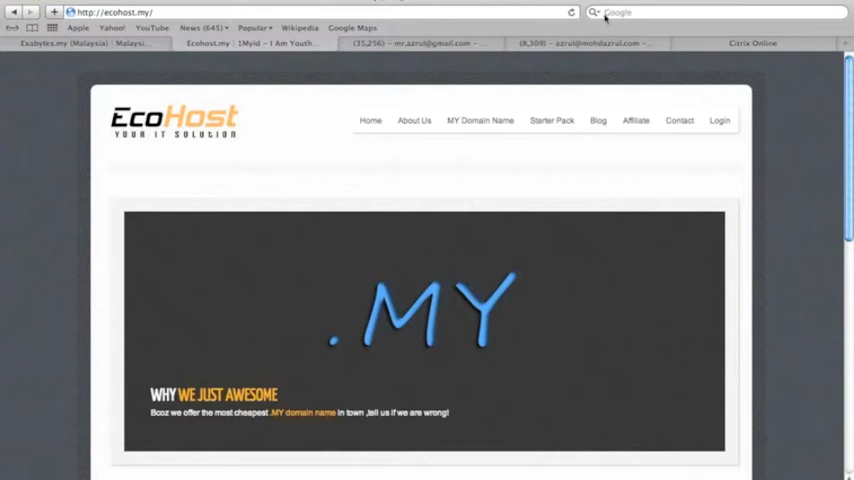 http://ecohost.my/
Google
Apple Yahoo! YouTube News (645) Popular Wikipedia Google Maps
Exabytes.my (Malaysia) | Malaysi... Ecohost.my | 1Myid – I Am Youth... (35,256) – mr.azrul@gmail.com – ... (8,309) – azrul@mohdazrul.com – ... Citrix Online
EcoHost
YOUR IT SOLUTION
Home About Us MY Domain Name Starter Pack Blog Affiliate Contact Login
.MY
WHY WE JUST AWESOME
Booz we offer the most cheapest .MY domain name in town ,tell us if we are wrong!